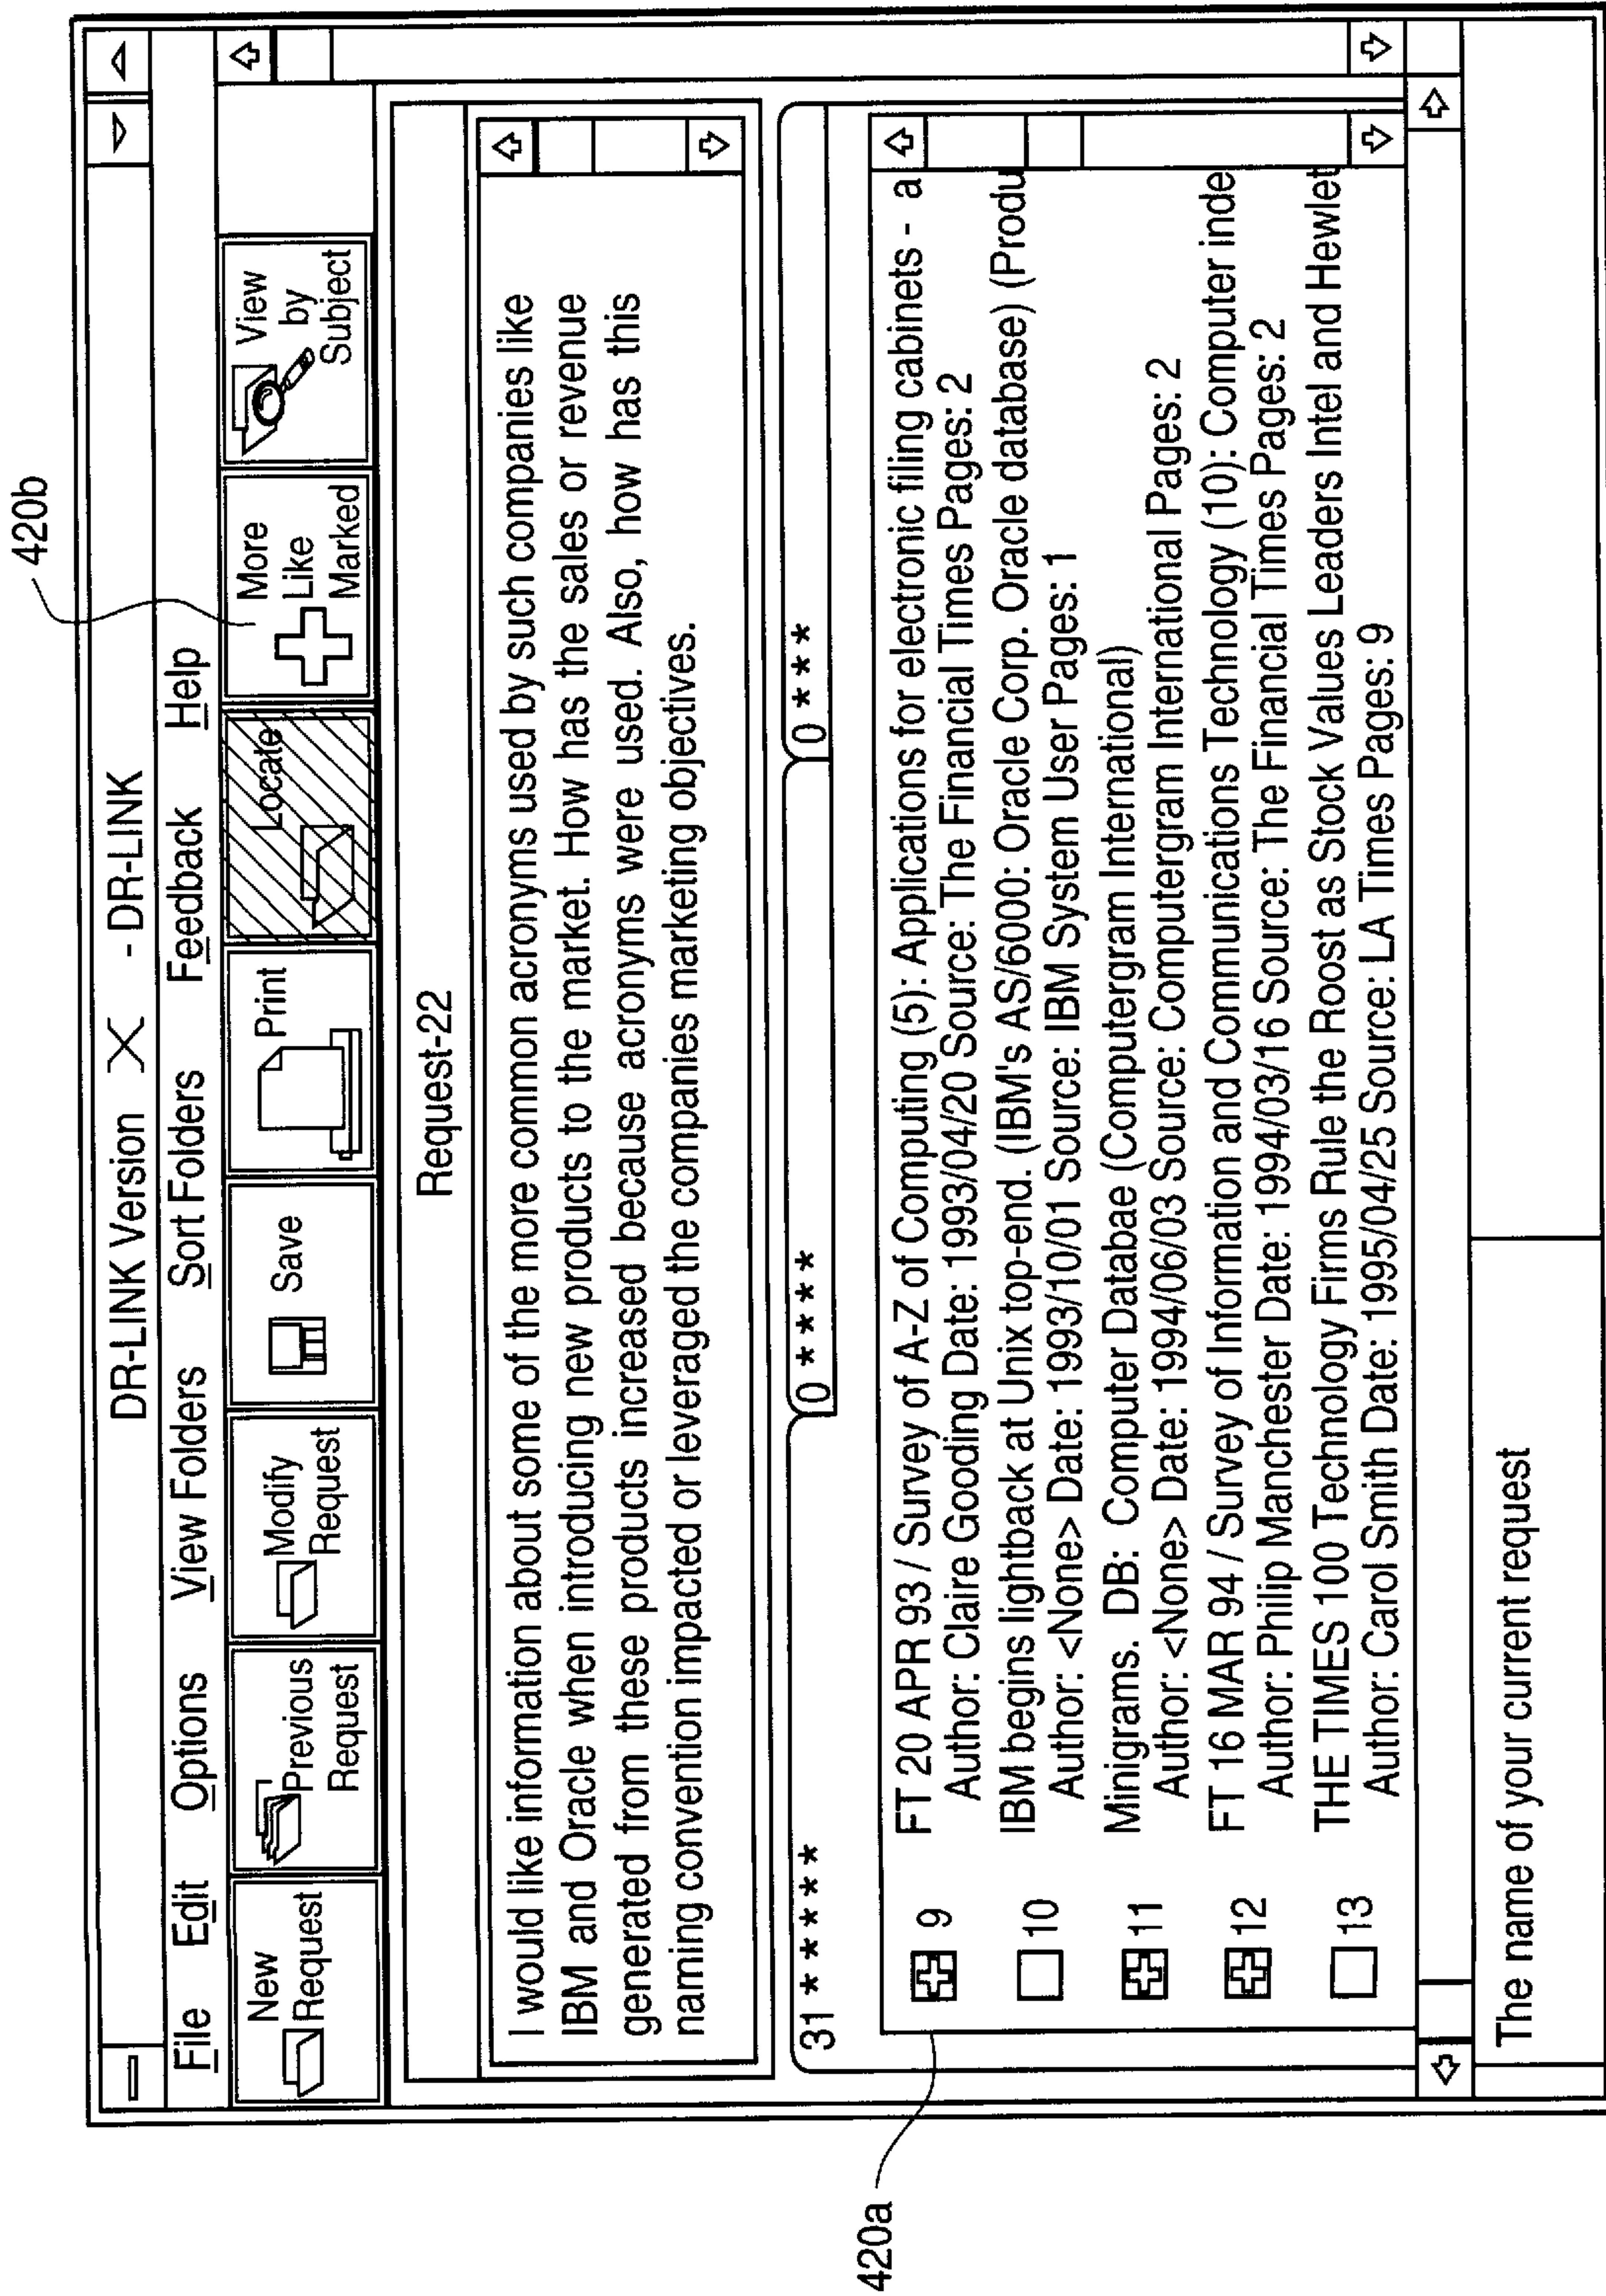 420b
DR-LINK Version X - DR-LINK
File Edit Options View Folders Sort Folders Feedback Help
New Request
Previous Request
Modify Request
Save
Print
Locate
More Like Marked
View by Subject
Request-22
I would like information about some of the more common acronyms used by such companies like
IBM and Oracle when introducing new products to the market. How has the sales or revenue
generated from these products increased because acronyms were used. Also, how has this
naming convention impacted or leveraged the companies marketing objectives.
31 ***** 0 **** 0 ***
420a
9 FT 20 APR 93 / Survey of A-Z of Computing (5): Applications for electronic filing cabinets - a
Author: Claire Gooding Date: 1993/04/20 Source: The Financial Times Pages: 2
10 IBM begins lightback at Unix top-end. (IBM's AS/6000: Oracle Corp. Oracle database) (Produ
Author: <None> Date: 1993/10/01 Source: IBM System User Pages: 1
11 Minigrams. DB: Computer Databae (Computergram International)
Author: <None> Date: 1994/06/03 Source: Computergram International Pages: 2
12 FT 16 MAR 94 / Survey of Information and Communications Technology (10): Computer inde
Author: Philip Manchester Date: 1994/03/16 Source: The Financial Times Pages: 2
13 THE TIMES 100 Technology Firms Rule the Roost as Stock Values Leaders Intel and Hewlet
Author: Carol Smith Date: 1995/04/25 Source: LA Times Pages: 9
The name of your current request